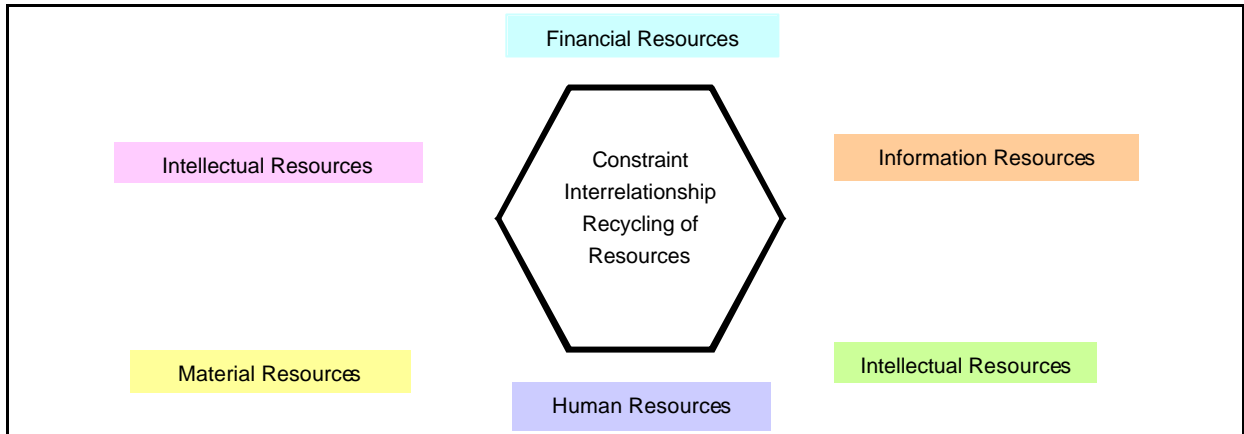 Financial Resources
Intellectual Resources
Information Resources
Constraint
Interrelationship
Recycling of
Resources
Material Resources
Intellectual Resources
Human Resources